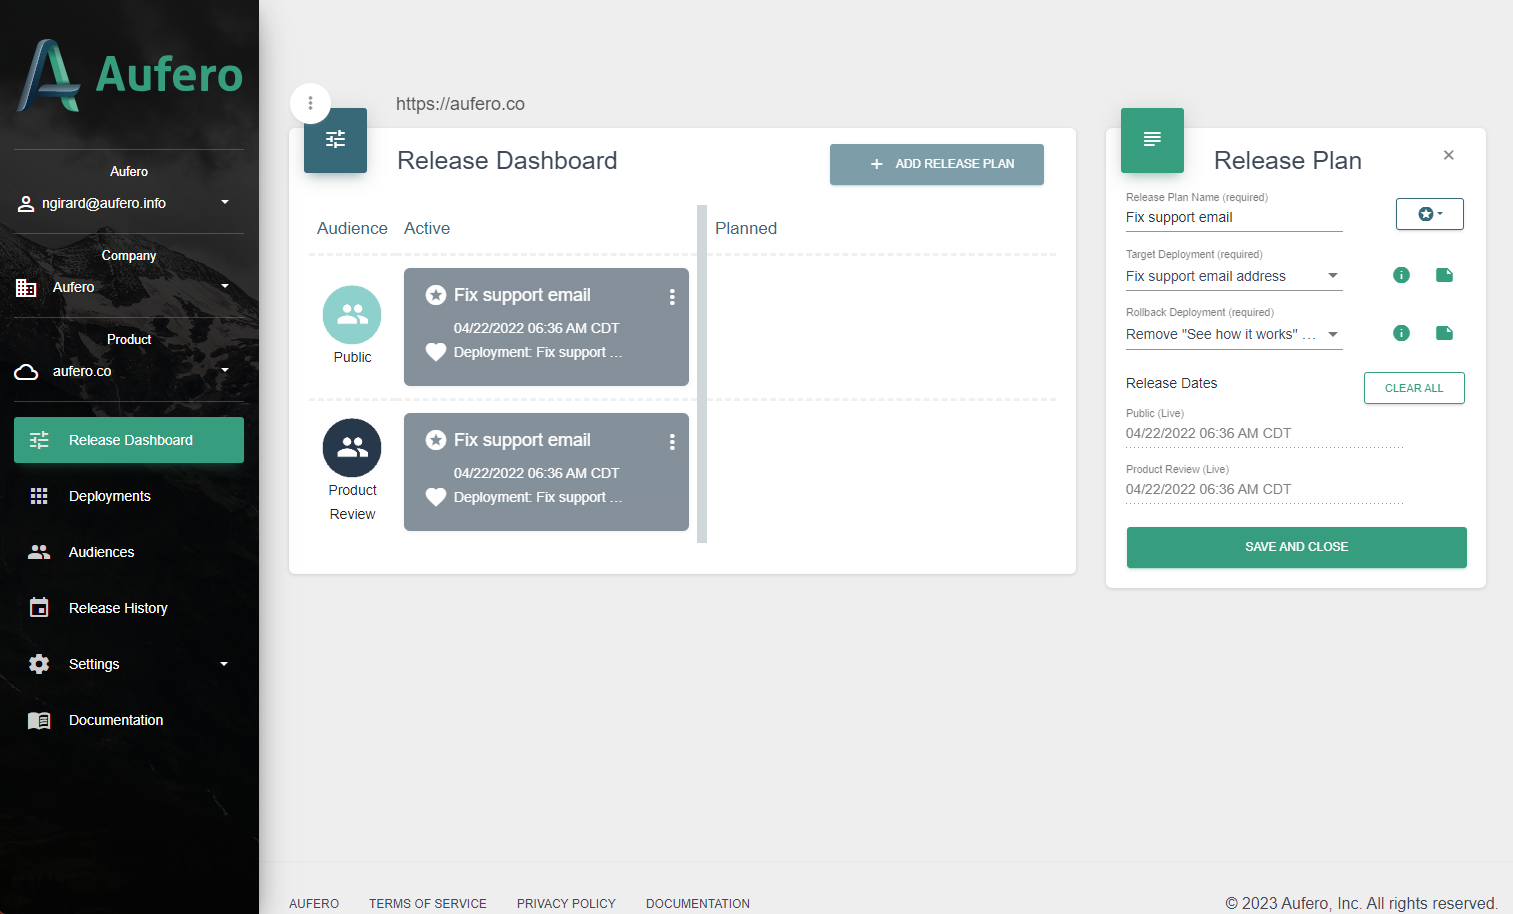 Aufero
Aufero
ngirard@aufero.info
Company
Aufero
Product
aufero.co
Release Dashboard
Deployments
Audiences
Release History
Settings
Documentation
https://aufero.co
Release Dashboard
+ ADD RELEASE PLAN
Audience Active Planned
Fix support email
04/22/2022 06:36 AM CDT
Deployment: Fix support ...
Public
Fix support email
04/22/2022 06:36 AM CDT
Deployment: Fix support ...
Product
Review
Release Plan
Release Plan Name (required)
Fix support email
Target Deployment (required)
Fix support email address
Rollback Deployment (required)
Remove "See how it works" ...
Release Dates
CLEAR ALL
Public (Live)
04/22/2022 06:36 AM CDT
Product Review (Live)
04/22/2022 06:36 AM CDT
SAVE AND CLOSE
AUFERO TERMS OF SERVICE PRIVACY POLICY DOCUMENTATION
© 2023 Aufero, Inc. All rights reserved.